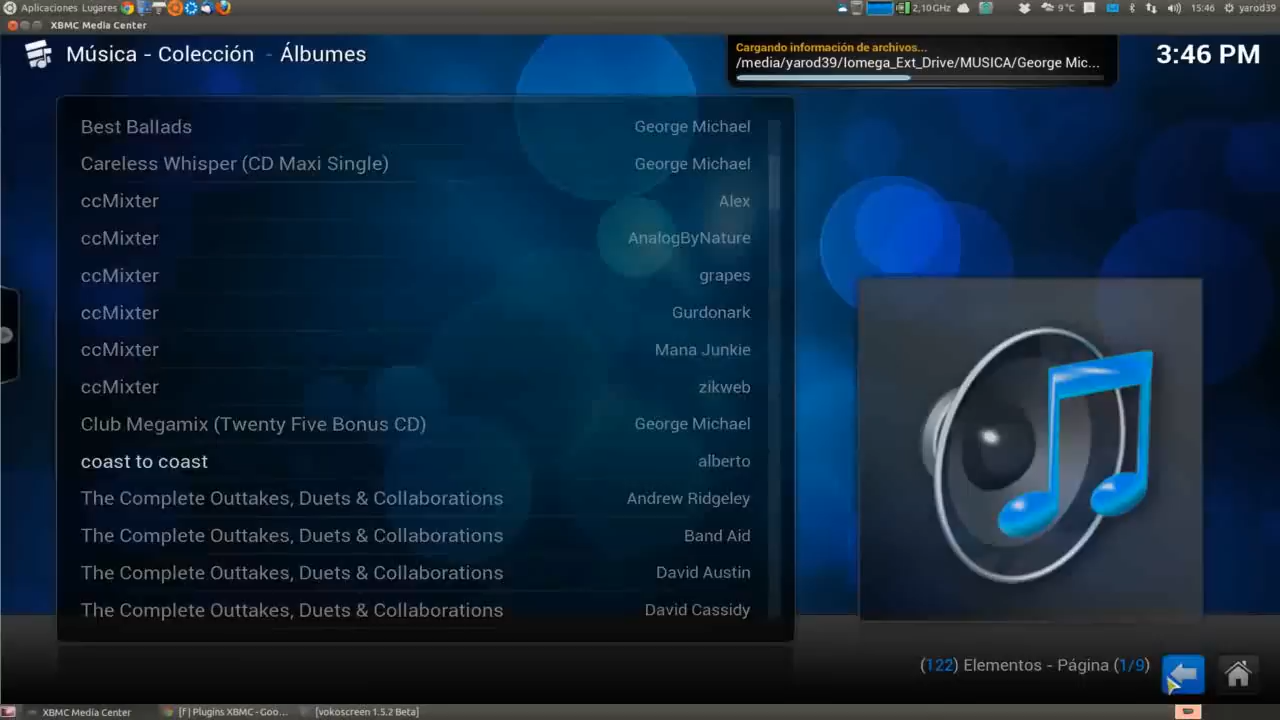 Aplicaciones Lugares 2,10GHz 9°C 15:46 yarod39
XBMC Media Center
Música - Colección - Álbumes
Cargando información de archivos...
/media/yarod39/Iomega_Ext_Drive/MUSICA/George Mic...
3:46 PM
Best Ballads George Michael
Careless Whisper (CD Maxi Single) George Michael
ccMixter Alex
ccMixter AnalogByNature
ccMixter grapes
ccMixter Gurdonark
ccMixter Mana Junkie
ccMixter zikweb
Club Megamix (Twenty Five Bonus CD) George Michael
coast to coast alberto
The Complete Outtakes, Duets & Collaborations Andrew Ridgeley
The Complete Outtakes, Duets & Collaborations Band Aid
The Complete Outtakes, Duets & Collaborations David Austin
The Complete Outtakes, Duets & Collaborations David Cassidy
(122) Elementos - Página (1/9)
XBMC Media Center [f | Plugins XBMC - Goo... [vokoscreen 1.5.2 Beta]